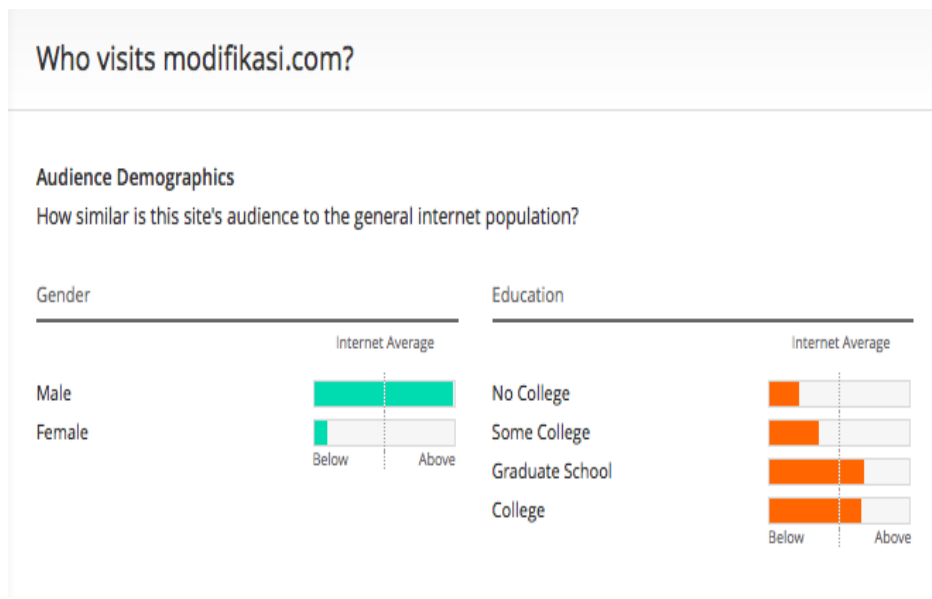 Who visits modifikasi.com?
Audience Demographics
How similar is this site's audience to the general internet population?
Gender
Internet Average
Male
Female
Below Above
Education
Internet Average
No College
Some College
Graduate School
College
Below Above